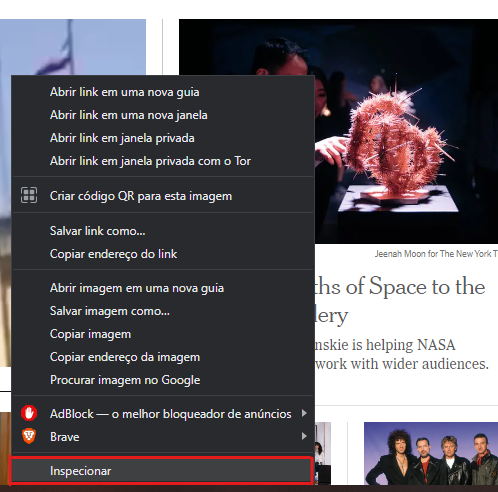 Abrir link em uma nova guia
Abrir link em uma nova janela
Abrir link em janela privada
Abrir link em janela privada com o Tor
Criar código QR para esta imagem
Salvar link como...
Copiar endereço do link
Abrir imagem em uma nova guia
Salvar imagem como...
Copiar imagem
Copiar endereço da imagem
Procurar imagem no Google
AdBlock — o melhor bloqueador de anúncios
Brave
Inspecionar
Jeenah Moon for The New York T
ths of Space to the
lery
nskie is helping NASA
work with wider audiences.